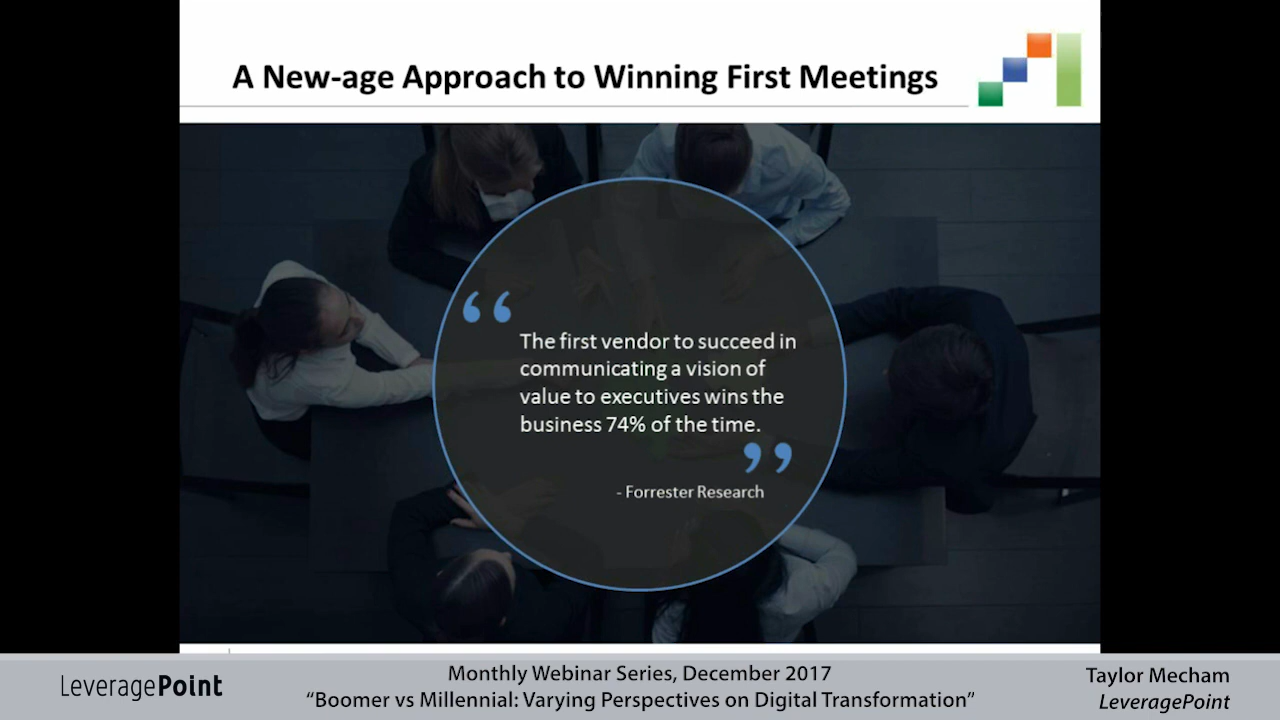 A New-age Approach to Winning First Meetings
“
The first vendor to succeed in
communicating a vision of
value to executives wins the
business 74% of the time.
”
- Forrester Research
LeveragePoint
Monthly Webinar Series, December 2017
“Boomer vs Millennial: Varying Perspectives on Digital Transformation”
Taylor Mecham
LeveragePoint